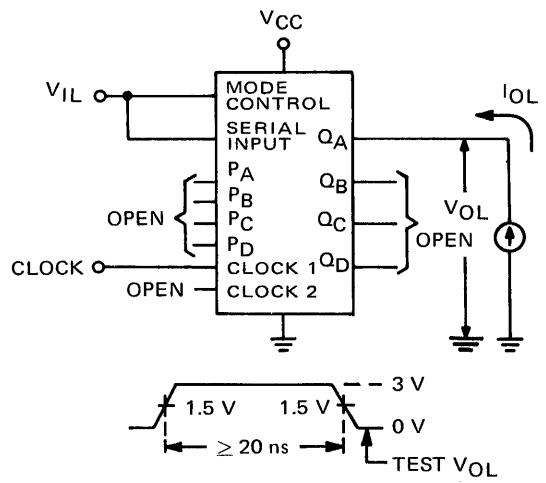 VCC
VIL
MODE
CONTROL
IOL
SERIAL
INPUT
QA
PA
PB
PC
PD
OPEN
QB
QC
QD
VOL
OPEN
CLOCK
CLOCK 1
OPEN
CLOCK 2
3 V
1.5 V
1.5 V
0 V
≥ 20 ns
TEST VOL